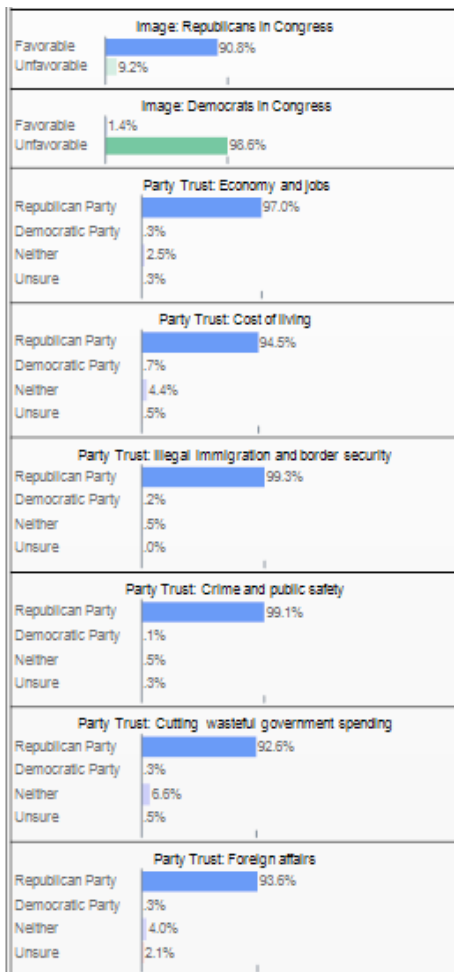 Image: Republicans in Congress
Favorable 90.8%
Unfavorable 9.2%
Image: Democrats in Congress
Favorable 1.4%
Unfavorable 98.6%
Party Trust: Economy and jobs
Republican Party 97.0%
Democratic Party .3%
Neither 2.5%
Unsure .3%
Party Trust: Cost of living
Republican Party 94.5%
Democratic Party .7%
Neither 4.4%
Unsure .5%
Party Trust: Illegal immigration and border security
Republican Party 99.3%
Democratic Party .2%
Neither .5%
Unsure .0%
Party Trust: Crime and public safety
Republican Party 99.1%
Democratic Party .1%
Neither .5%
Unsure .3%
Party Trust: Cutting wasteful government spending
Republican Party 92.6%
Democratic Party .3%
Neither 6.6%
Unsure .5%
Party Trust: Foreign affairs
Republican Party 93.6%
Democratic Party .3%
Neither 4.0%
Unsure 2.1%